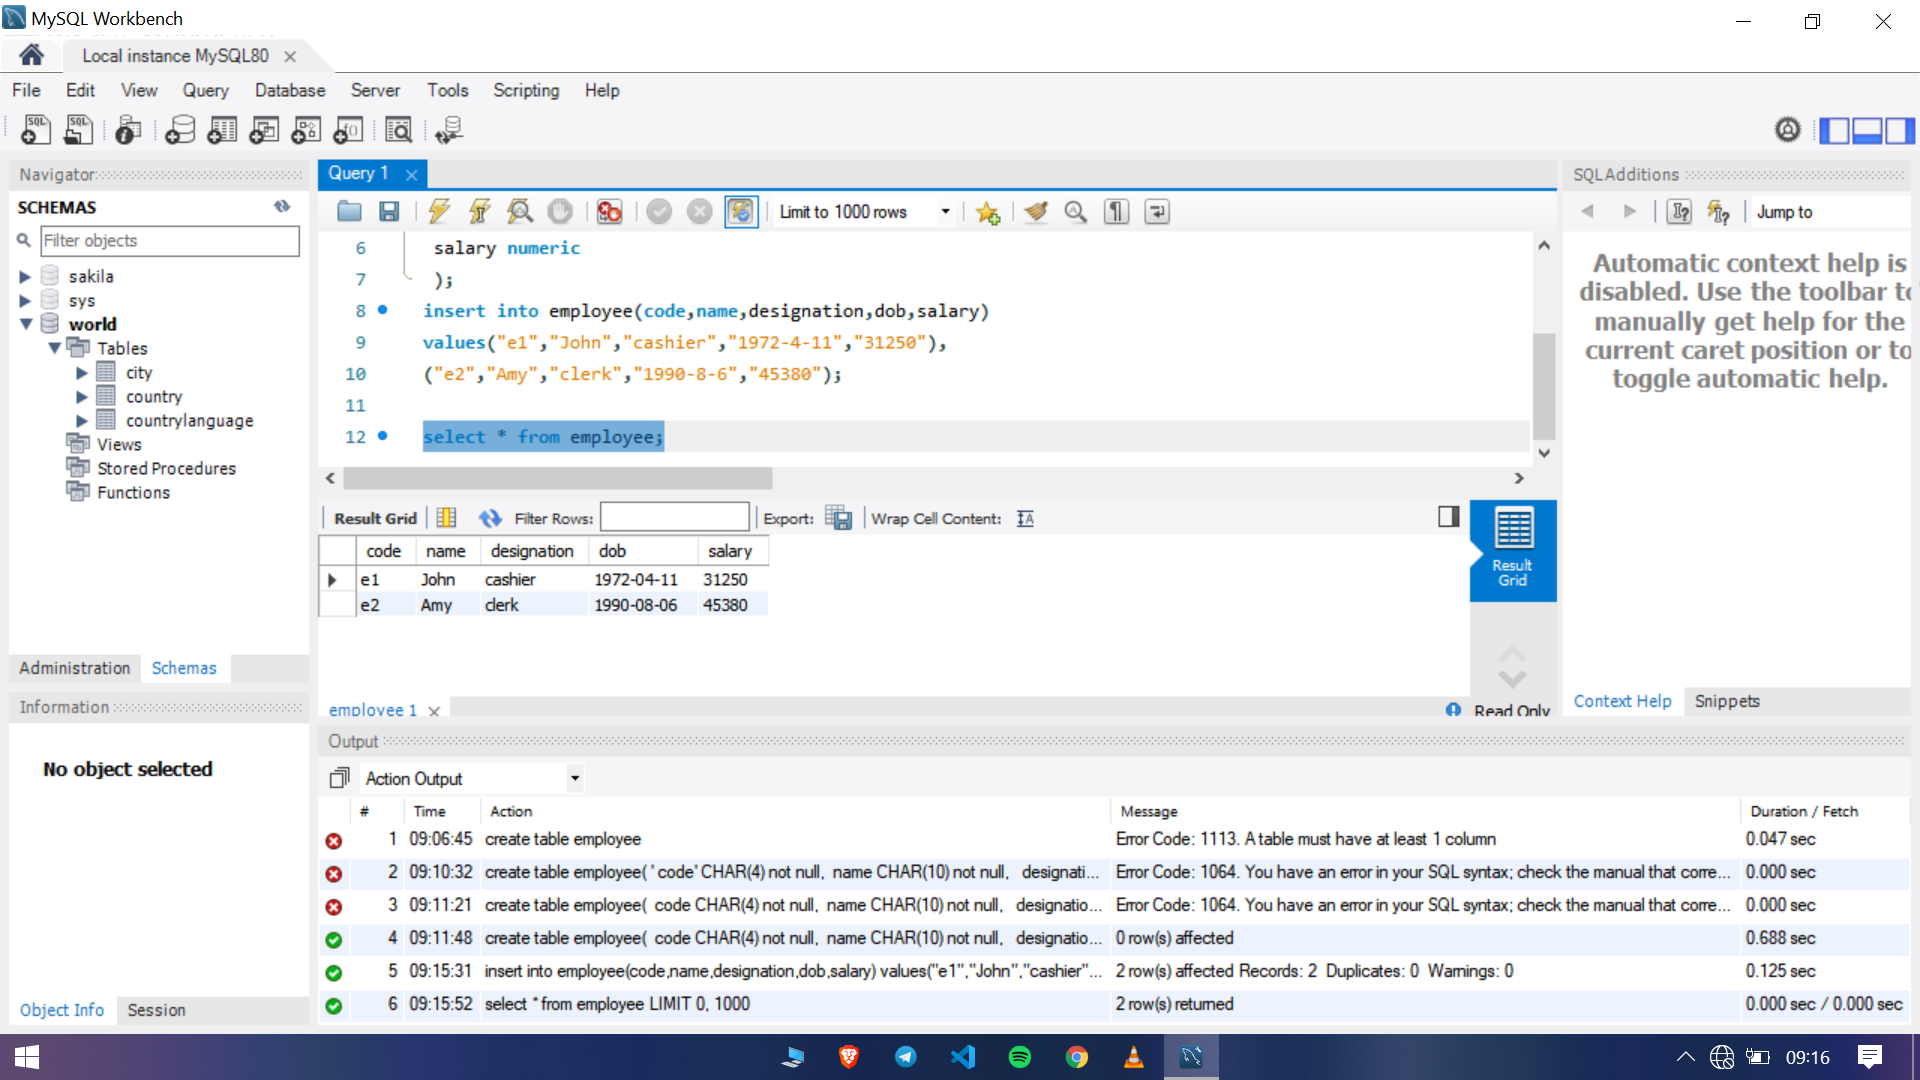 MySQL Workbench
Local instance MySQL80
File Edit View Query Database Server Tools Scripting Help
Navigator
SCHEMAS
Filter objects
sakila
sys
world
Tables
city
country
countrylanguage
Views
Stored Procedures
Functions
Administration Schemas
Information
No object selected
Object Info Session
Query 1
Limit to 1000 rows
6 salary numeric
7 );
8 insert into employee(code,name,designation,dob,salary)
9 values("e1","John","cashier","1972-4-11","31250"),
10 ("e2","Amy","clerk","1990-8-6","45380");
11
12 select * from employee;
Result Grid Filter Rows: Export: Wrap Cell Content:
code name designation dob salary
e1 John cashier 1972-04-11 31250
e2 Amy clerk 1990-08-06 45380
Result
Grid
employee 1
Read Only
SQLAdditions
Jump to
Automatic context help is
disabled. Use the toolbar to
manually get help for the
current caret position or to
toggle automatic help.
Context Help Snippets
Output
Action Output
# Time Action Message Duration / Fetch
1 09:06:45 create table employee Error Code: 1113. A table must have at least 1 column 0.047 sec
2 09:10:32 create table employee( 'code' CHAR(4) not null, name CHAR(10) not null, designati... Error Code: 1064. You have an error in your SQL syntax; check the manual that corre... 0.000 sec
3 09:11:21 create table employee( code CHAR(4) not null, name CHAR(10) not null, designatio... Error Code: 1064. You have an error in your SQL syntax; check the manual that corre... 0.000 sec
4 09:11:48 create table employee( code CHAR(4) not null, name CHAR(10) not null, designatio... 0 row(s) affected 0.688 sec
5 09:15:31 insert into employee(code,name,designation,dob,salary) values("e1","John","cashier"... 2 row(s) affected Records: 2 Duplicates: 0 Warnings: 0 0.125 sec
6 09:15:52 select * from employee LIMIT 0, 1000 2 row(s) returned 0.000 sec / 0.000 sec
09:16